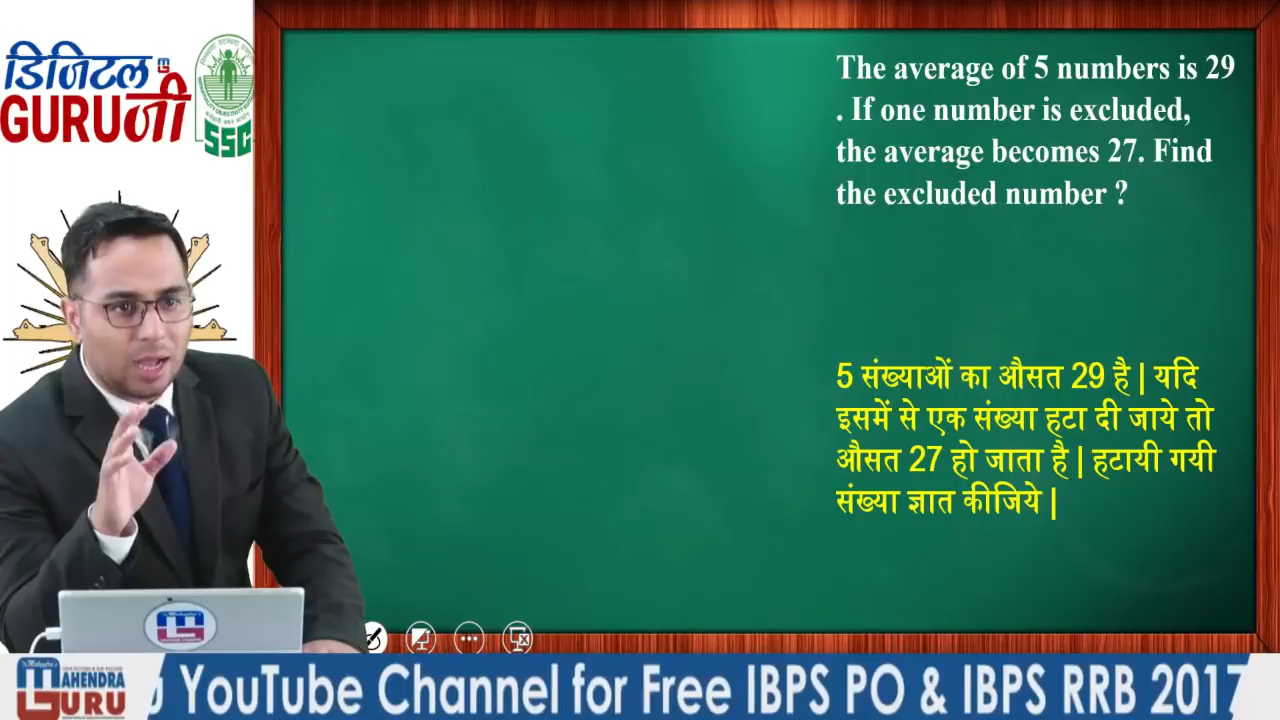 डिजिटल
GURUजी
SSC
The average of 5 numbers is 29
. If one number is excluded,
the average becomes 27. Find
the excluded number ?
5 संख्याओं का औसत 29 है | यदि
इसमें से एक संख्या हटा दी जाये तो
औसत 27 हो जाता है | हटायी गयी
संख्या ज्ञात कीजिये |
MAHENDRA
GURU
YouTube Channel for Free IBPS PO & IBPS RRB 2017